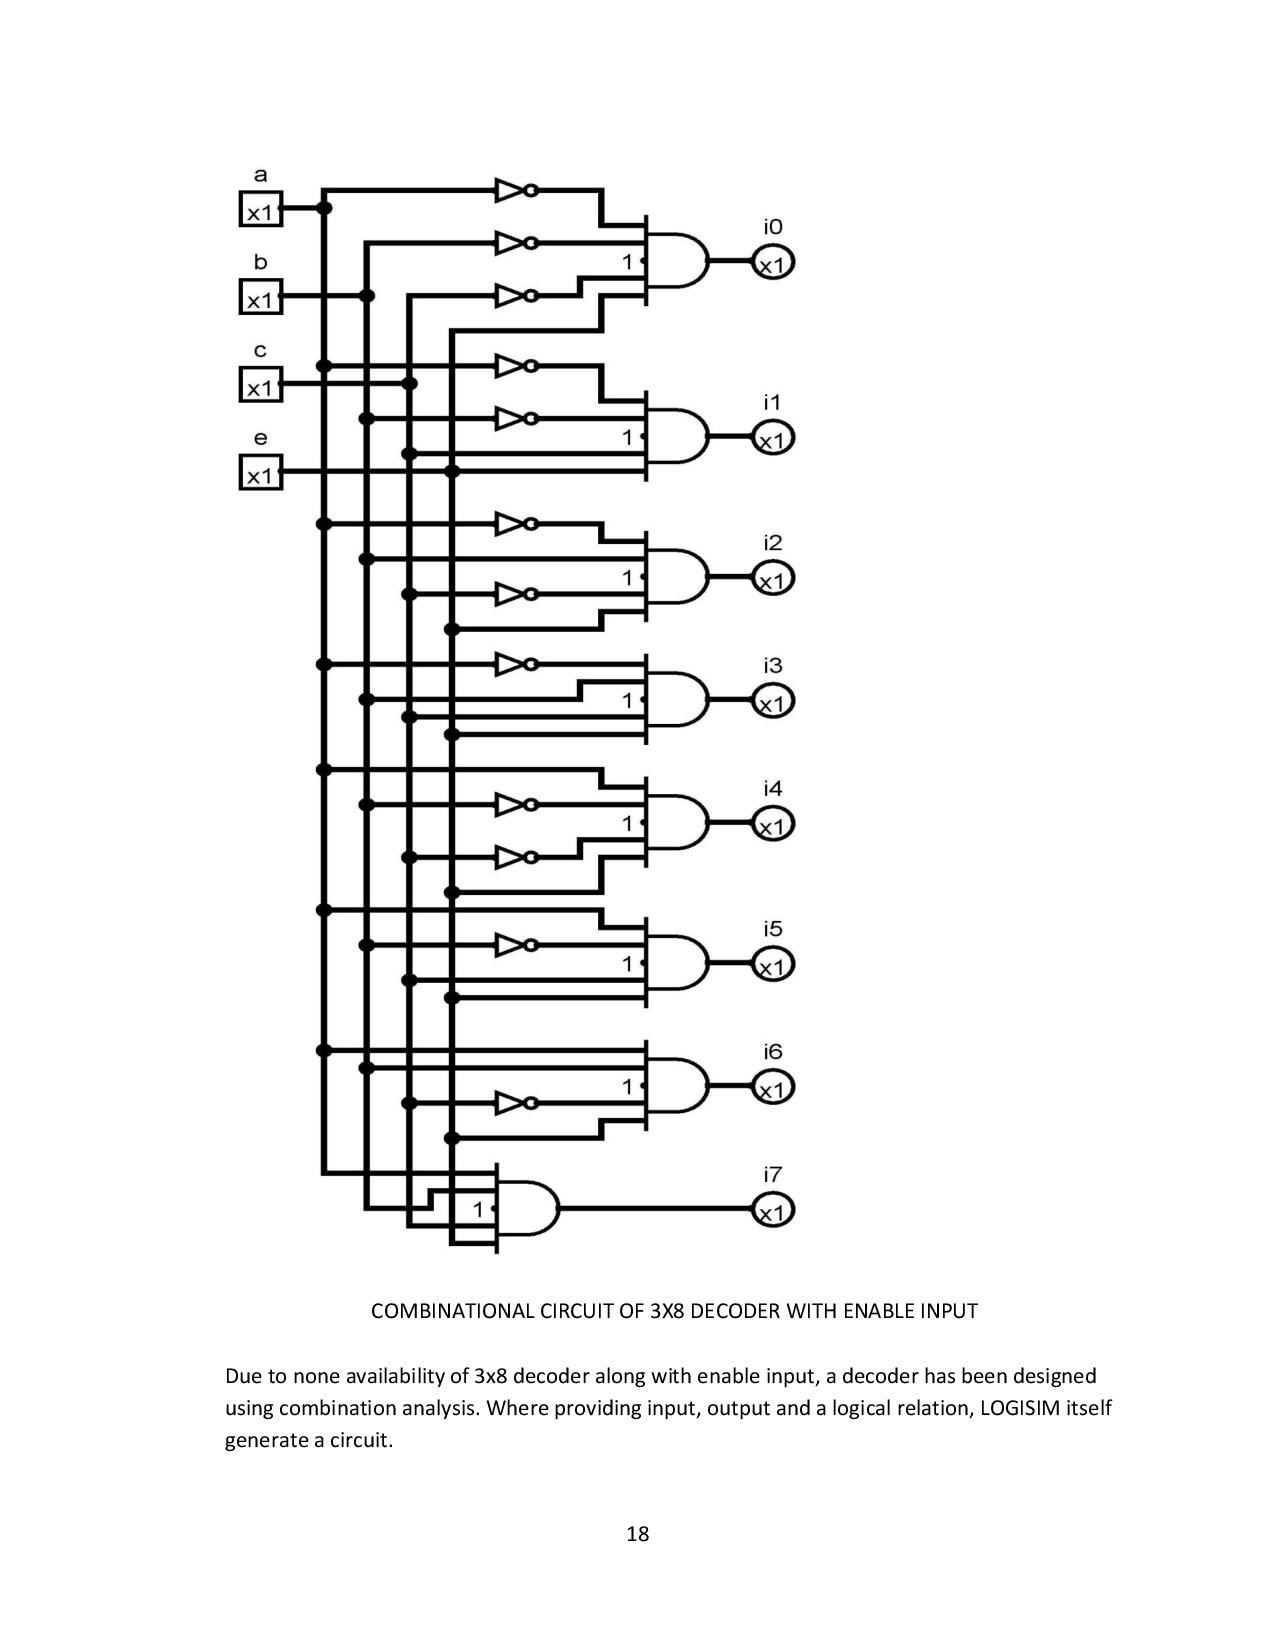 a
x1
i0
1
x1
b
x1
c
x1
i1
1
x1
e
x1
i2
1
x1
i3
1
x1
i4
1
x1
i5
1
x1
i6
1
x1
i7
1
x1
COMBINATIONAL CIRCUIT OF 3X8 DECODER WITH ENABLE INPUT
Due to none availability of 3x8 decoder along with enable input, a decoder has been designed
using combination analysis. Where providing input, output and a logical relation, LOGISIM itself
generate a circuit.
18